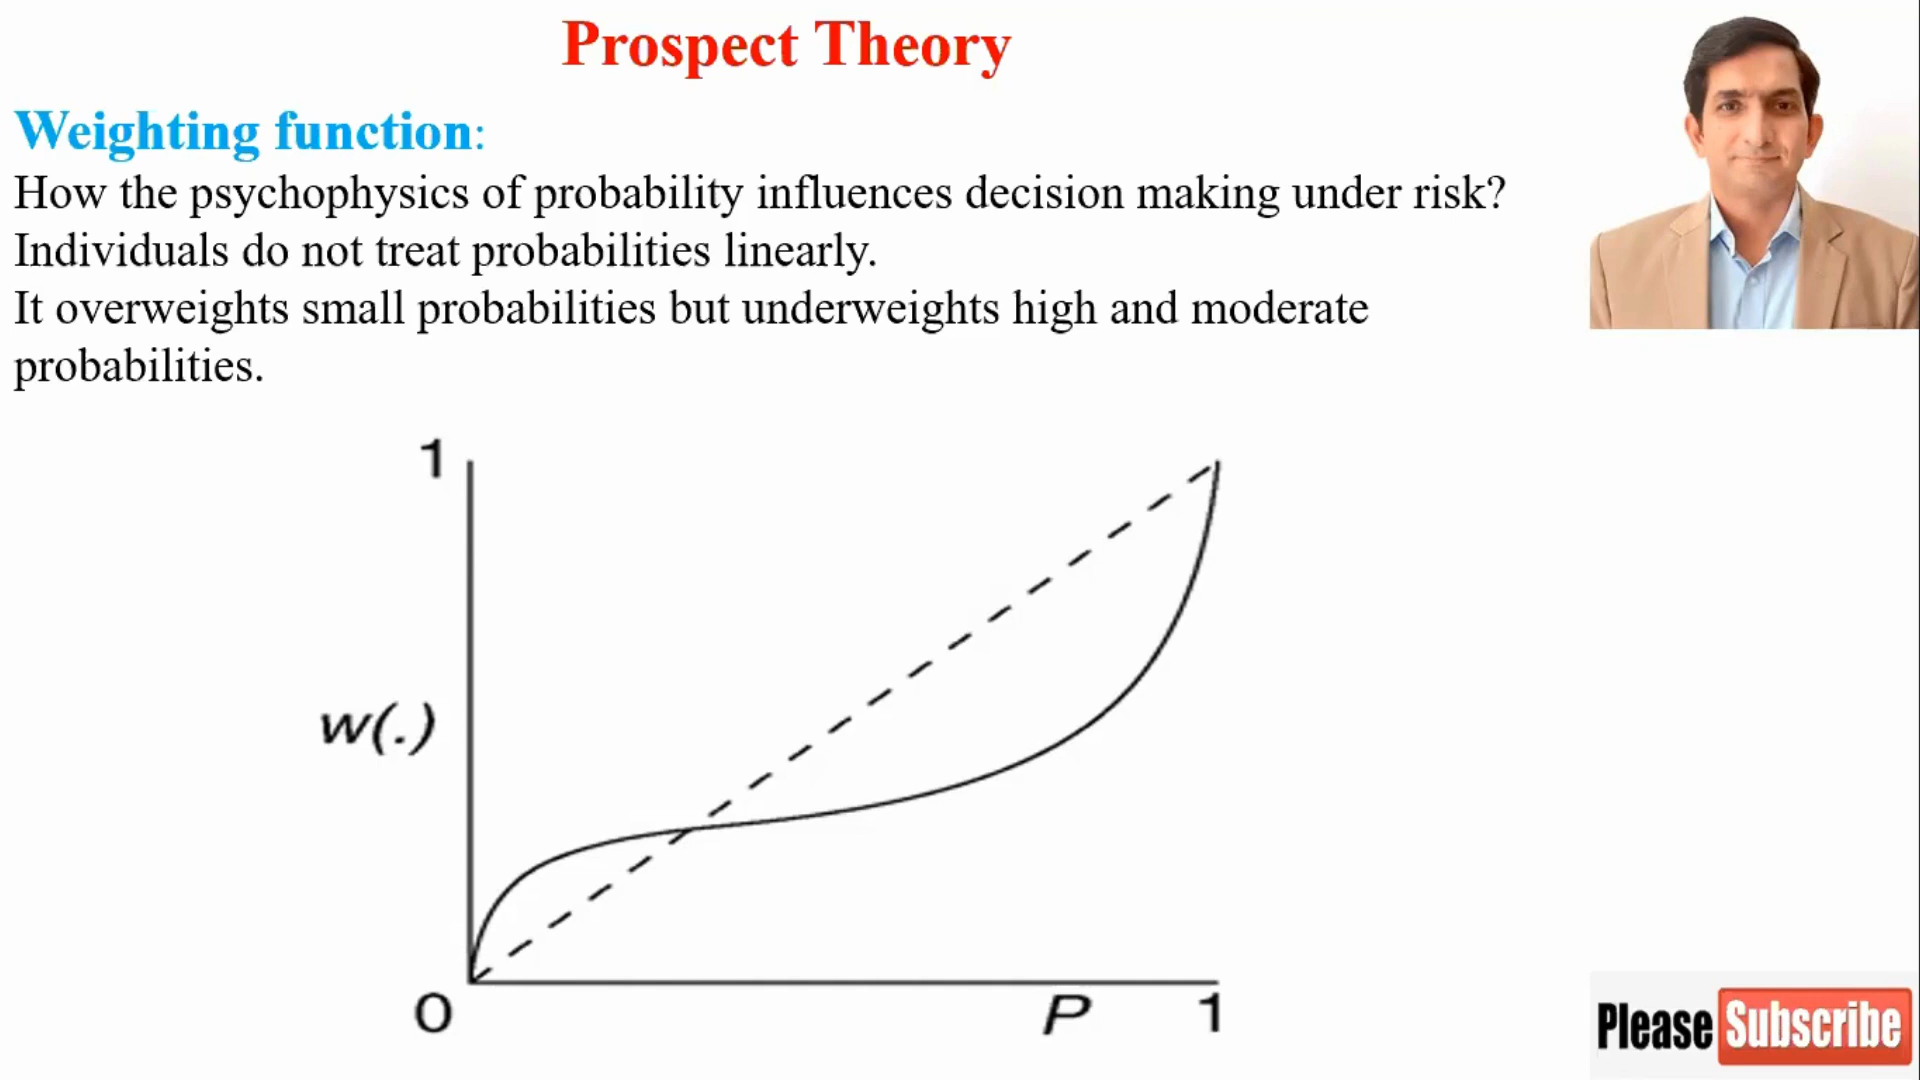 Prospect Theory
Weighting function:
How the psychophysics of probability influences decision making under risk?
Individuals do not treat probabilities linearly.
It overweights small probabilities but underweights high and moderate
probabilities.
1
w(.)
0
P 1
Please Subscribe